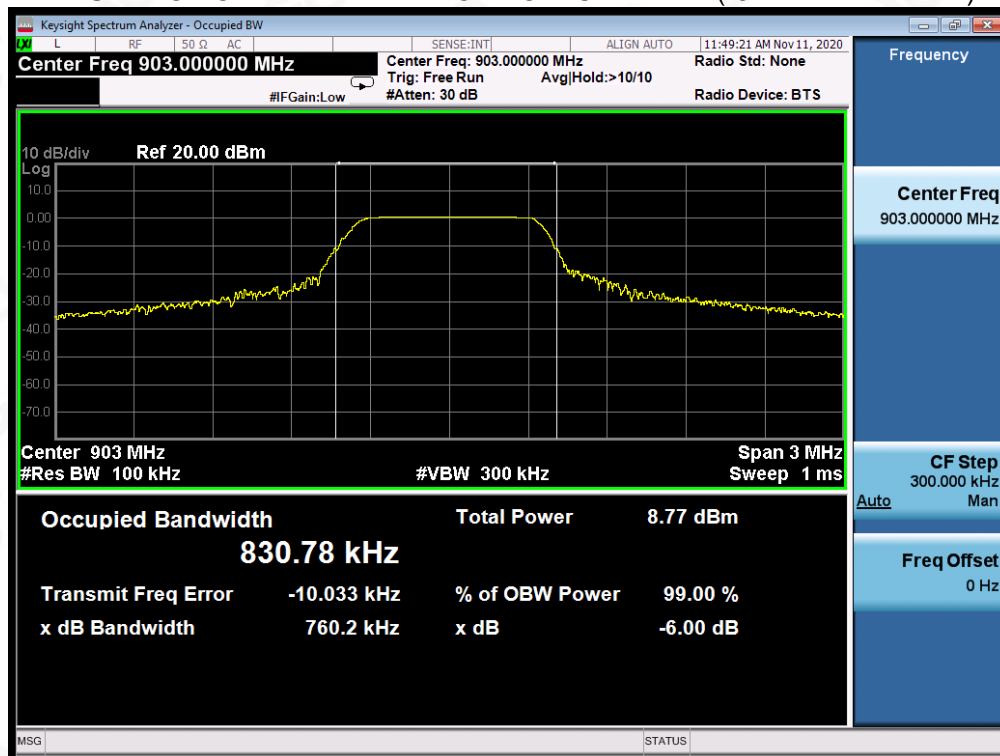 Keysight Spectrum Analyzer - Occupied BW
LXI L RF 50 Ω AC SENSE:INT ALIGN AUTO 11:49:21 AM Nov 11, 2020
Center Freq 903.000000 MHz
Center Freq: 903.000000 MHz Radio Std: None
Trig: Free Run Avg|Hold:>10/10
#IFGain:Low #Atten: 30 dB Radio Device: BTS
Frequency
10 dB/div Ref 20.00 dBm
Log
10.0
0.00
-10.0
-20.0
-30.0
-40.0
-50.0
-60.0
-70.0
Center 903 MHz Span 3 MHz
#Res BW 100 kHz #VBW 300 kHz Sweep 1 ms
Occupied Bandwidth Total Power 8.77 dBm
830.78 kHz
Transmit Freq Error -10.033 kHz % of OBW Power 99.00 %
x dB Bandwidth 760.2 kHz x dB -6.00 dB
Center Freq
903.000000 MHz
CF Step
300.000 kHz
Auto Man
Freq Offset
0 Hz
MSG STATUS